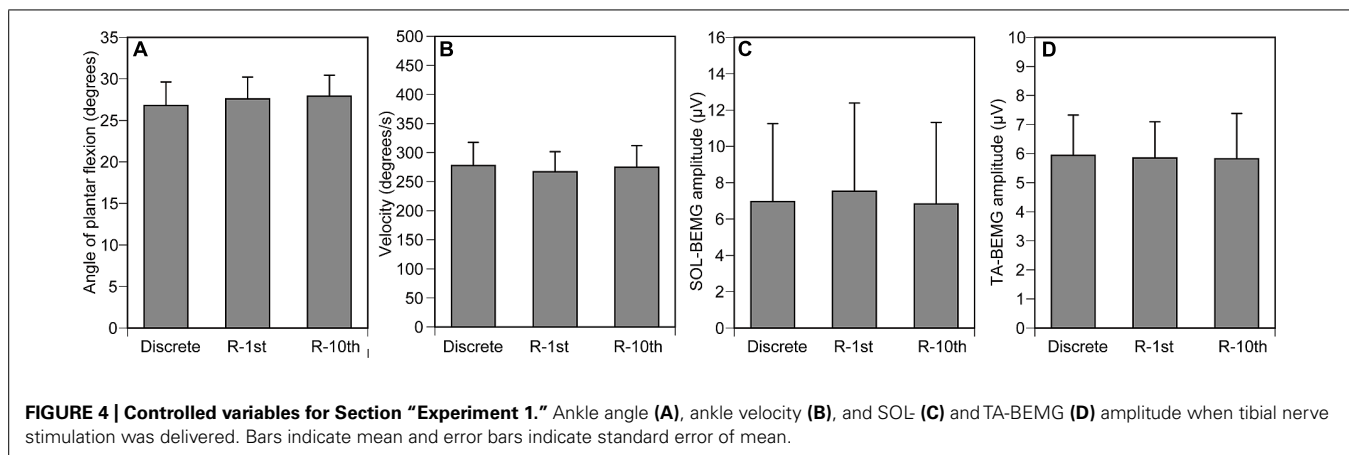 A
Angle of plantar flexion (degrees)
35
30
25
20
15
10
5
0
Discrete R-1st R-10th
B
Velocity (degrees/s)
500
450
400
350
300
250
200
150
100
50
0
Discrete R-1st R-10th
C
SOL-BEMG amplitude (μV)
16
14
12
10
8
6
4
2
0
Discrete R-1st R-10th
D
TA-BEMG amplitude (μV)
10
9
8
7
6
5
4
3
2
1
0
Discrete R-1st R-10th
FIGURE 4 | Controlled variables for Section “Experiment 1.” Ankle angle (A), ankle velocity (B), and SOL- (C) and TA-BEMG (D) amplitude when tibial nerve
stimulation was delivered. Bars indicate mean and error bars indicate standard error of mean.